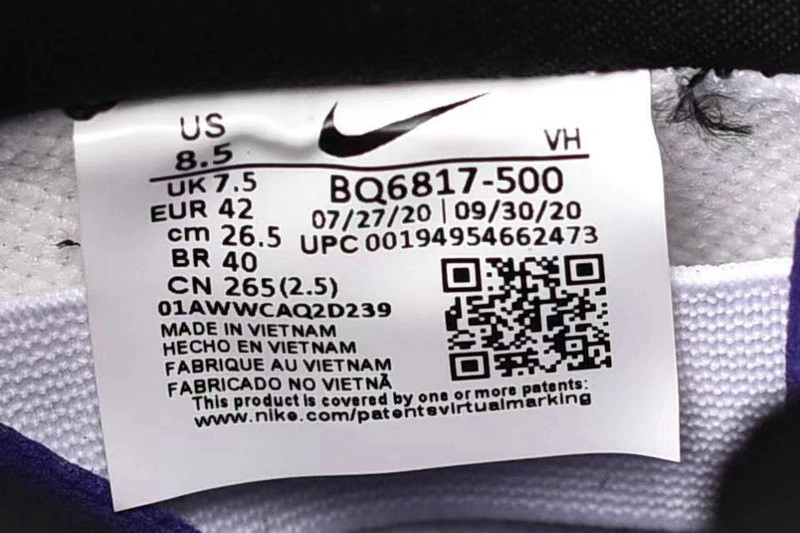 US
8.5
VH
UK 7.5
EUR 42
cm 26.5
BR 40
CN 265(2.5)
BQ6817-500
07/27/20 | 09/30/20
UPC 00194954662473
01AWWCAQ2D239
MADE IN VIETNAM
HECHO EN VIETNAM
FABRIQUE AU VIETNAM
FABRICADO NO VIETNÃ
This product is covered by one or more patents:
www.nike.com/patentsvirtualmarking